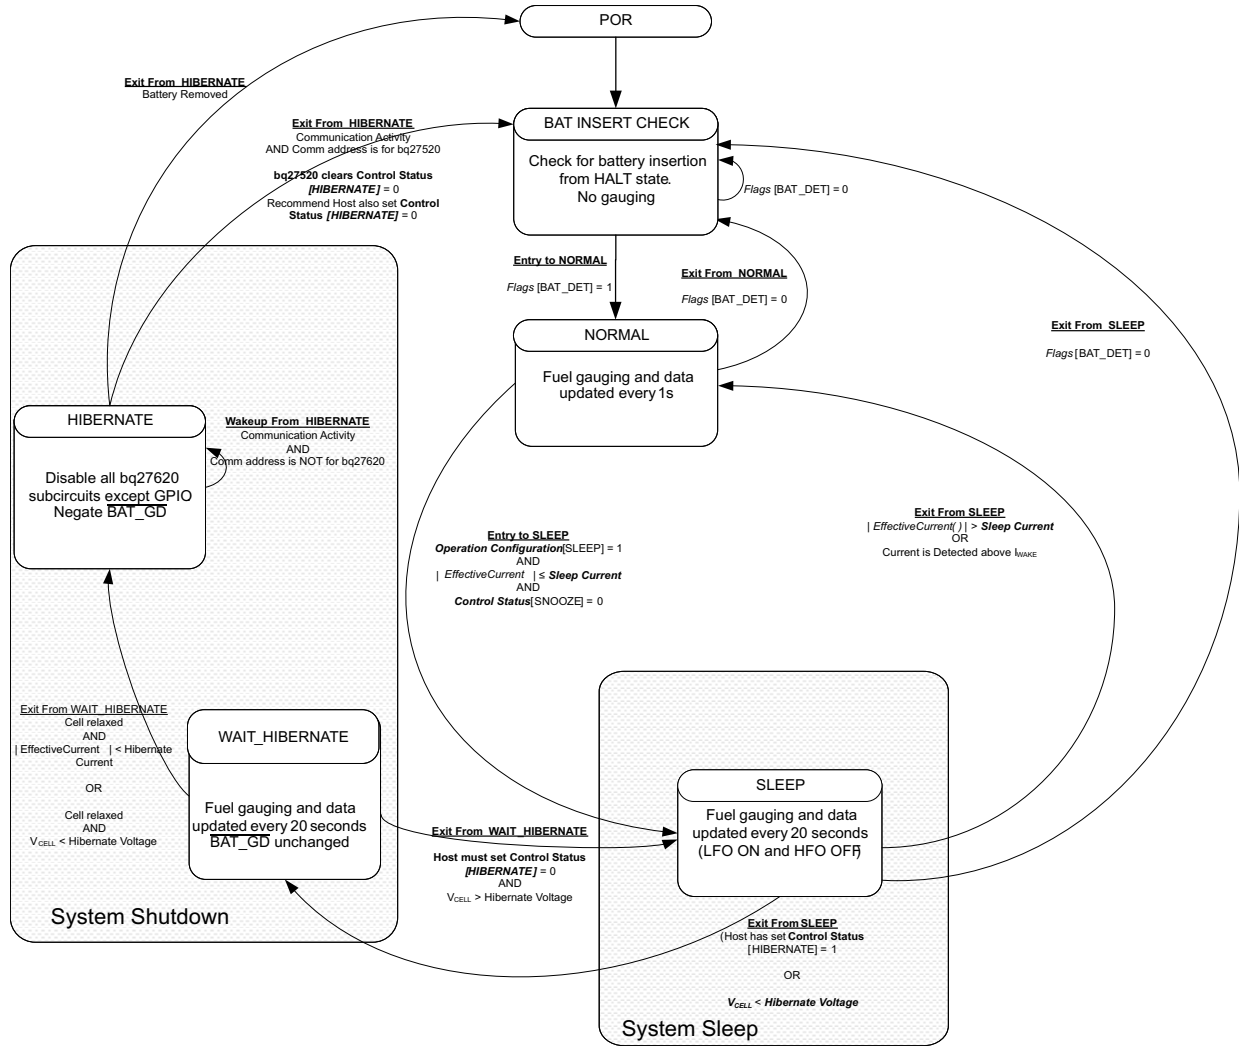 POR
Exit From HIBERNATE
Battery Removed
Exit From HIBERNATE
Communication Activity
AND Comm address is for bq27520
bq27520 clears Control Status
[HIBERNATE] = 0
Recommend Host also set Control
Status [HIBERNATE] = 0
BAT INSERT CHECK
Check for battery insertion
from HALT state.
No gauging
Flags [BAT_DET] = 0
Entry to NORMAL
Flags [BAT_DET] = 1
Exit From NORMAL
Flags [BAT_DET] = 0
Exit From SLEEP
Flags [BAT_DET] = 0
NORMAL
Fuel gauging and data
updated every 1s
HIBERNATE
Disable all bq27620
subcircuits except GPIO
Negate BAT_GD
Wakeup From HIBERNATE
Communication Activity
AND
Comm address is NOT for bq27620
Entry to SLEEP
Operation Configuration[SLEEP] = 1
AND
| EffectiveCurrent | ≤ Sleep Current
AND
Control Status[SNOOZE] = 0
Exit From SLEEP
| EffectiveCurrent( ) | > Sleep Current
OR
Current is Detected above IWAKE
Exit From WAIT_HIBERNATE
Cell relaxed
AND
| EffectiveCurrent | < Hibernate
Current
OR
Cell relaxed
AND
VCELL < Hibernate Voltage
WAIT_HIBERNATE
Fuel gauging and data
updated every 20 seconds
BAT_GD unchanged
Exit From WAIT_HIBERNATE
Host must set Control Status
[HIBERNATE] = 0
AND
VCELL > Hibernate Voltage
SLEEP
Fuel gauging and data
updated every 20 seconds
(LFO ON and HFO OFF)
Exit From SLEEP
(Host has set Control Status
[HIBERNATE] = 1
OR
VCELL < Hibernate Voltage
System Shutdown
System Sleep